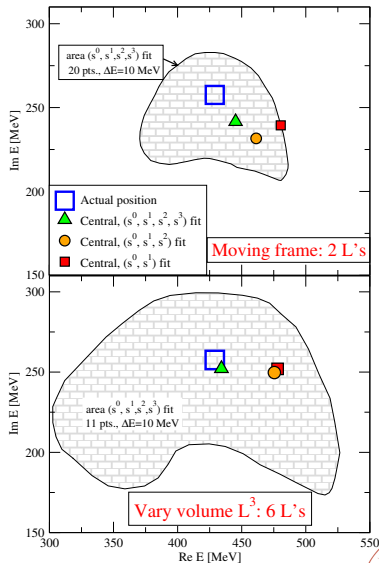 310
300
250
200
150
Im E [MeV]
area (s⁰, s¹,s²,s³) fit
20 pts., ΔE=10 MeV
Actual position
Central, (s⁰, s¹, s², s³) fit
Central, (s⁰, s¹, s²) fit
Central, (s⁰, s¹) fit
Moving frame: 2 L's
300
250
200
150
Im E [MeV]
area (s⁰, s¹,s²,s³) fit
11 pts., ΔE=10 MeV
Vary volume L³: 6 L's
300 350 400 450 500 550
Re E [MeV]